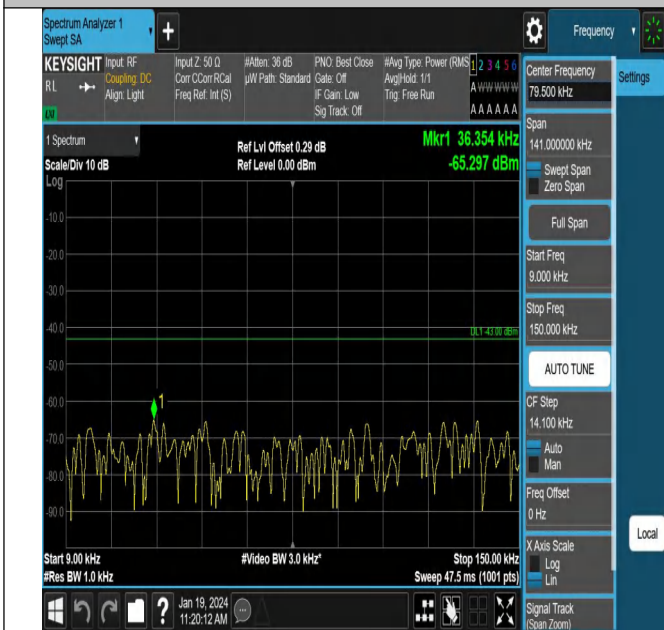 Spectrum Analyzer 1
Swept SA
+
Frequency
KEYSIGHT
RL
LXI
Input: RF
Coupling: DC
Align: Light
Input Z: 50 Ω
Corr CCorr RCal
Freq Ref: Int (S)
#Atten: 36 dB
µW Path: Standard
PNO: Best Close
Gate: Off
IF Gain: Low
Sig Track: Off
#Avg Type: Power (RMS)
Avg|Hold: 1/1
Trig: Free Run
1 2 3 4 5 6
A W W W W W
A A A A A A
1 Spectrum
Scale/Div 10 dB
Log
Ref Lvl Offset 0.29 dB
Ref Level 0.00 dBm
Mkr1 36.354 kHz
-65.297 dBm
-10.0
-20.0
-30.0
-40.0
DL1 -43.00 dBm
-50.0
-60.0
1
-70.0
-80.0
-90.0
Start 9.00 kHz
#Res BW 1.0 kHz
#Video BW 3.0 kHz*
Stop 150.00 kHz
Sweep 47.5 ms (1001 pts)
Center Frequency
79.500 kHz
Settings
Span
141.000000 kHz
Swept Span
Zero Span
Full Span
Start Freq
9.000 kHz
Stop Freq
150.000 kHz
AUTO TUNE
CF Step
14.100 kHz
Auto
Man
Freq Offset
0 Hz
X Axis Scale
Log
Lin
Local
Signal Track
(Span Zoom)
?
Jan 19, 2024
11:20:12 AM